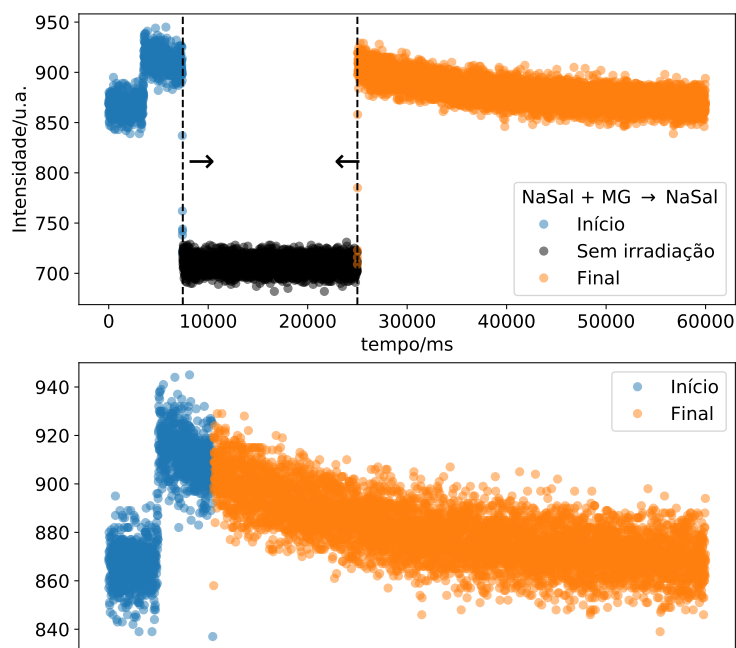 950
900
850
800
750
700
Intensidade/u.a.
NaSal + MG → NaSal
Início
Sem irradiação
Final
0 10000 20000 30000 40000 50000 60000
tempo/ms
940
920
900
880
860
840
Início
Final